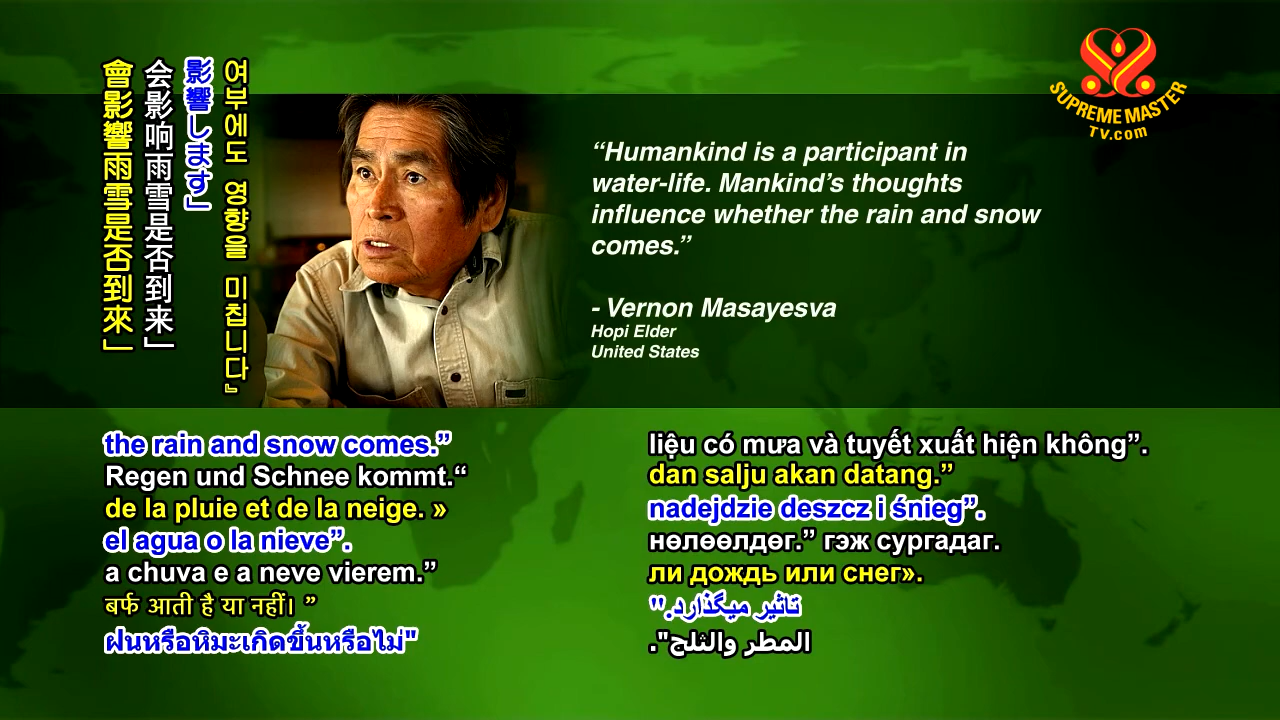 會影響雨雪是否到來」
会影响雨雪是否到来」
影響します」
여부에도 영향을 미칩니다』
SUPREME MASTER
TV.com
“Humankind is a participant in
water-life. Mankind’s thoughts
influence whether the rain and snow
comes.”
- Vernon Masayesva
Hopi Elder
United States
the rain and snow comes.”
Regen und Schnee kommt.“
de la pluie et de la neige. »
el agua o la nieve”.
a chuva e a neve vierem.”
बर्फ आती है या नहीं। ”
ฝนหรือหิมะเกิดขึ้นหรือไม่"
liệu có mưa và tuyết xuất hiện không”.
dan salju akan datang.”
nadejdzie deszcz i śnieg”.
нөлөөлдөг.” гэж сургадаг.
ли дождь или снег».
تاثیر میگذارد."
المطر والثلج".